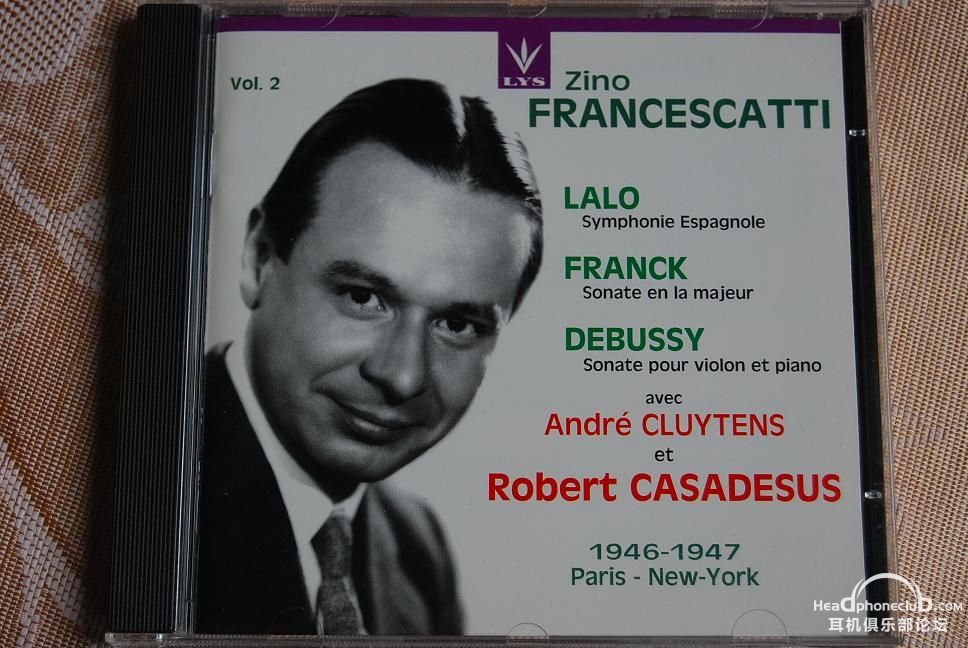 Vol. 2
LYS
Zino
FRANCESCATTI
LALO
Symphonie Espagnole
FRANCK
Sonate en la majeur
DEBUSSY
Sonate pour violon et piano
avec
André CLUYTENS
et
Robert CASADESUS
1946-1947
Paris - New-York
Headphoneclub.com
耳机俱乐部论坛